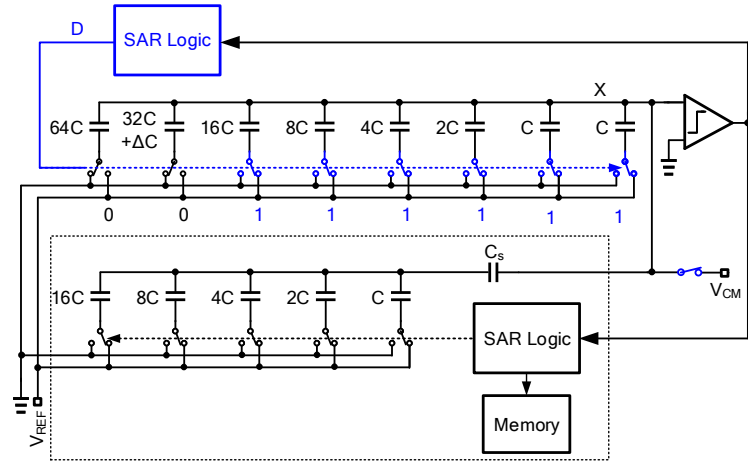 D
SAR Logic
X
64C
32C
+ΔC
16C
8C
4C
2C
C
C
0
0
1
1
1
1
1
1
16C
8C
4C
2C
C
Cs
VCM
SAR Logic
VREF
Memory